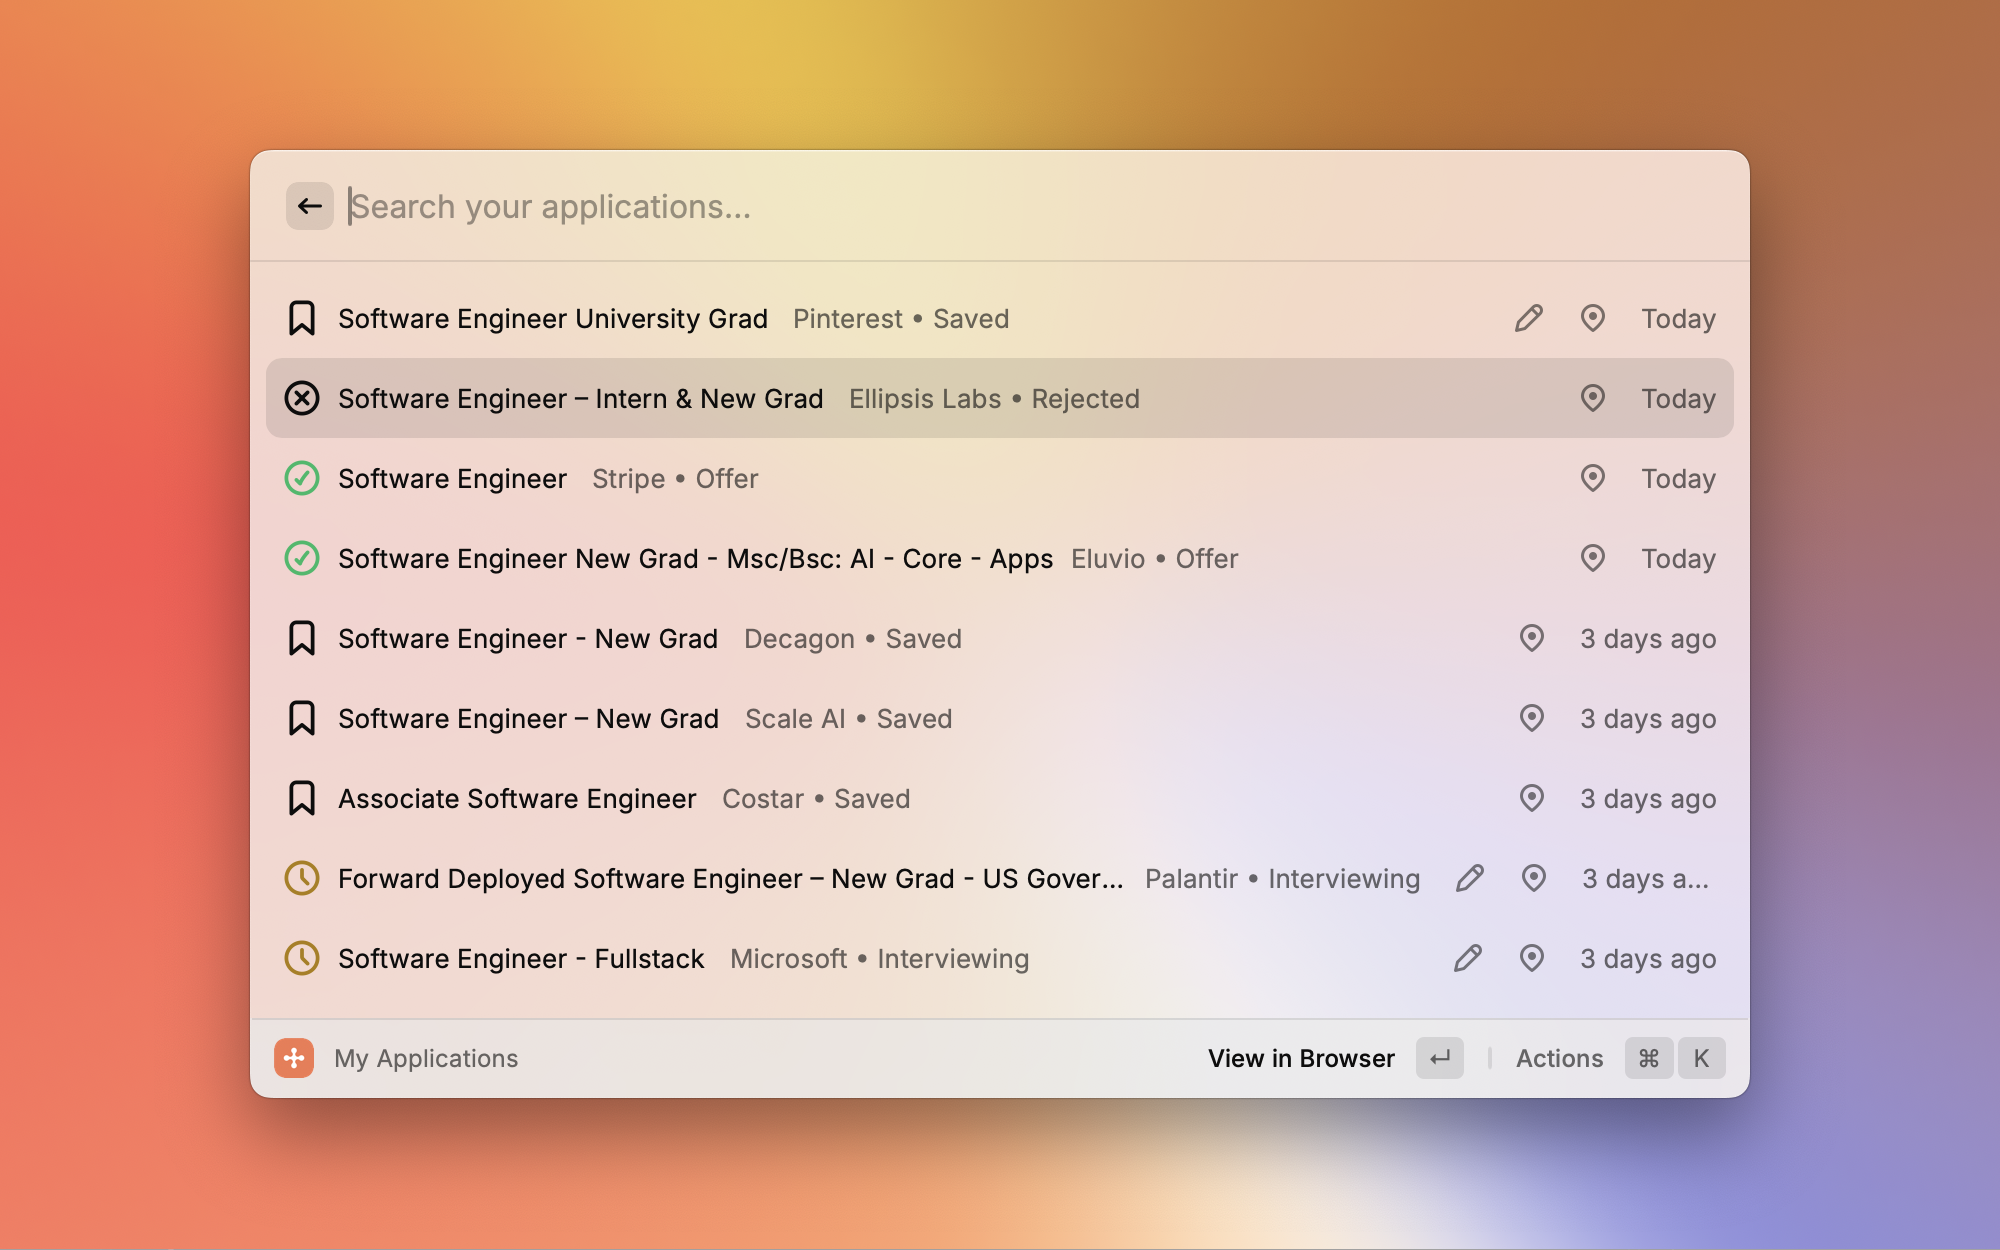 Search your applications...
Software Engineer University Grad Pinterest • Saved Today
Software Engineer – Intern & New Grad Ellipsis Labs • Rejected Today
Software Engineer Stripe • Offer Today
Software Engineer New Grad - Msc/Bsc: AI - Core - Apps Eluvio • Offer Today
Software Engineer - New Grad Decagon • Saved 3 days ago
Software Engineer – New Grad Scale AI • Saved 3 days ago
Associate Software Engineer Costar • Saved 3 days ago
Forward Deployed Software Engineer – New Grad - US Gover... Palantir • Interviewing 3 days a...
Software Engineer - Fullstack Microsoft • Interviewing 3 days ago
My Applications View in Browser ↵ Actions ⌘ K